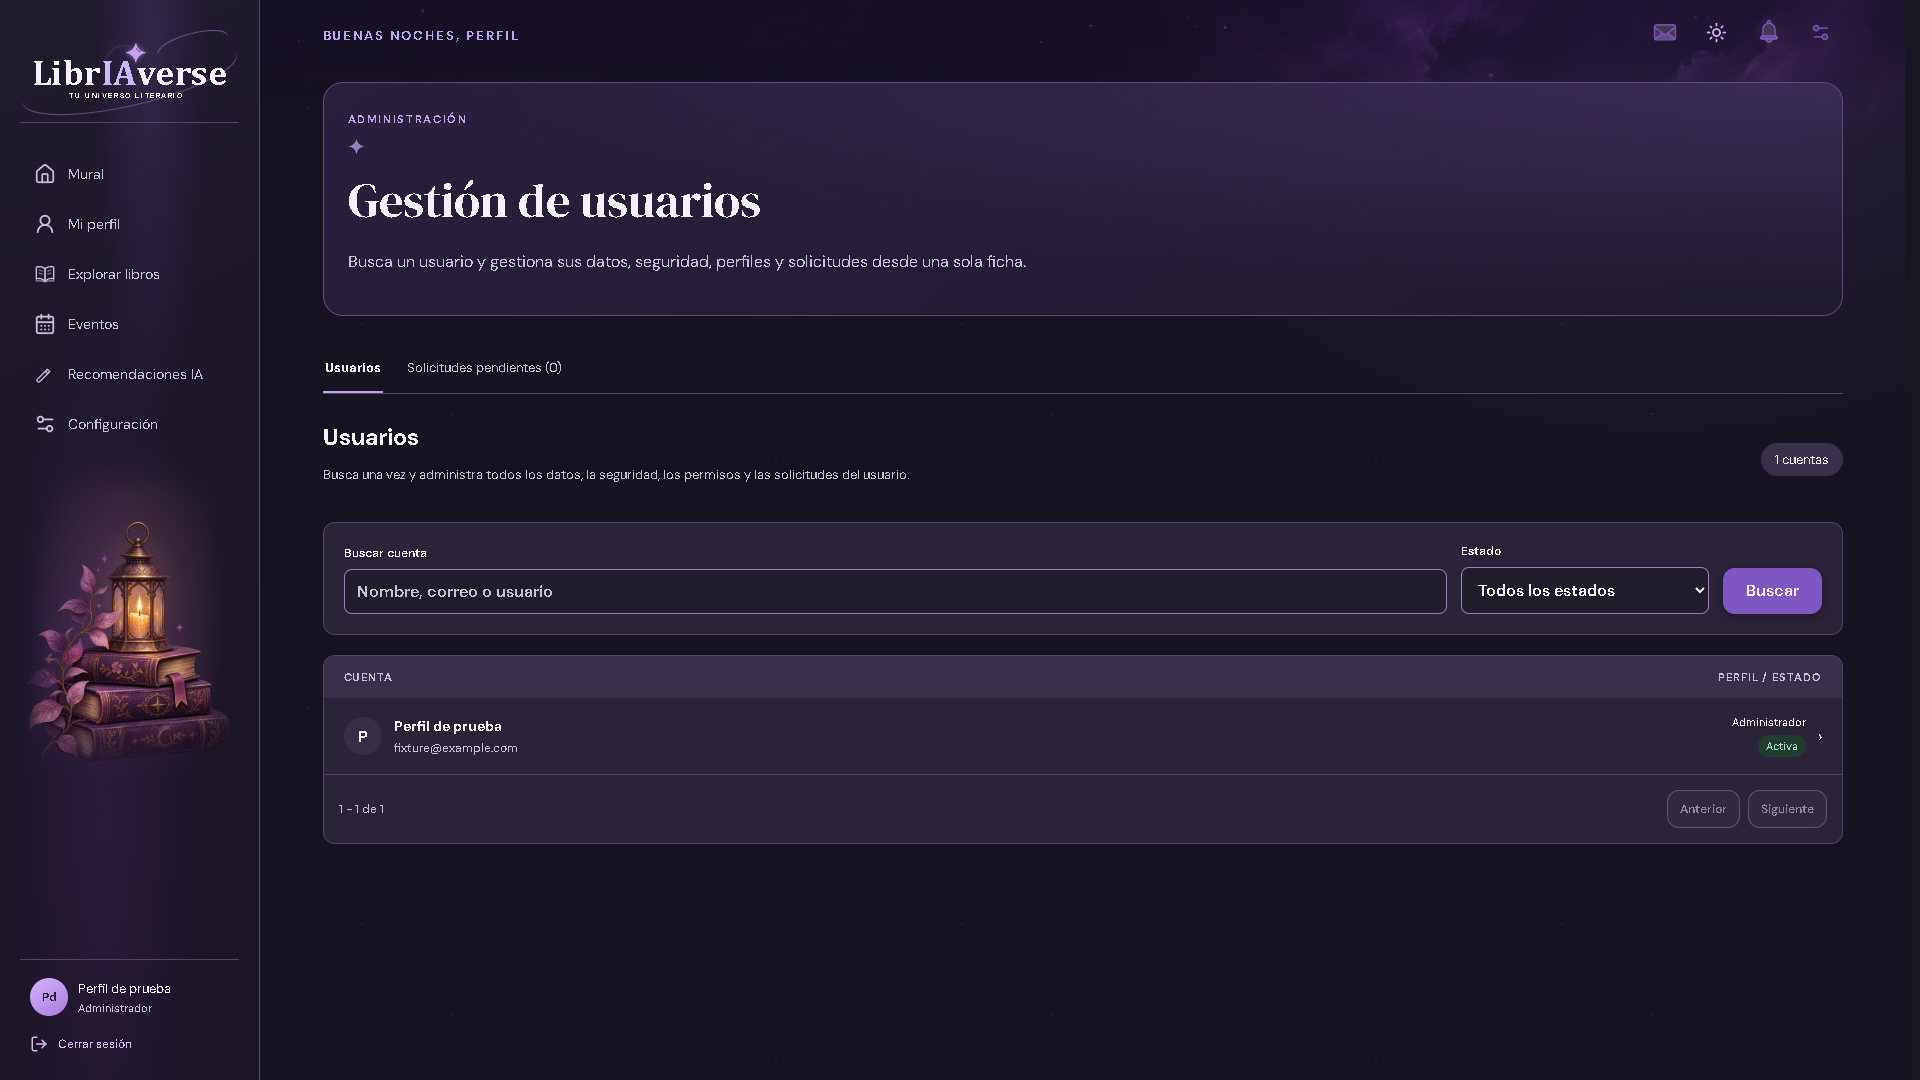 LibrIAverse
TU UNIVERSO LITERARIO
Mural
Mi perfil
Explorar libros
Eventos
Recomendaciones IA
Configuración
Pd
Perfil de prueba
Administrador
Cerrar sesión
BUENAS NOCHES, PERFIL
ADMINISTRACIÓN
Gestión de usuarios
Busca un usuario y gestiona sus datos, seguridad, perfiles y solicitudes desde una sola ficha.
Usuarios
Solicitudes pendientes (0)
Usuarios
Busca una vez y administra todos los datos, la seguridad, los permisos y las solicitudes del usuario.
1 cuentas
Buscar cuenta
Nombre, correo o usuario
Estado
Todos los estados
Buscar
CUENTA
PERFIL / ESTADO
P
Perfil de prueba
fixture@example.com
Administrador
Activa
1 - 1 de 1
Anterior
Siguiente